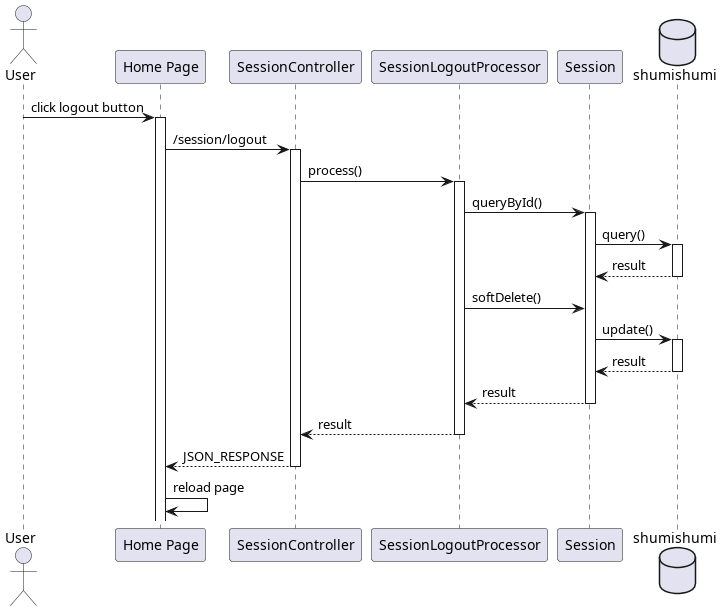 User
Home Page
SessionController
SessionLogoutProcessor
Session
shumishumi
click logout button
/session/logout
process()
queryById()
query()
result
softDelete()
update()
result
result
result
JSON_RESPONSE
reload page
User
Home Page
SessionController
SessionLogoutProcessor
Session
shumishumi